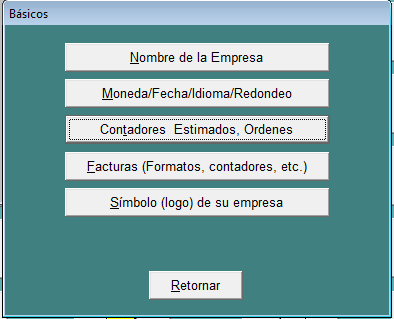 Básicos
Nombre de la Empresa
Moneda/Fecha/Idioma/Redondeo
Contadores  Estimados, Ordenes
Facturas (Formatos, contadores, etc.)
Símbolo (logo) de su empresa
Retornar